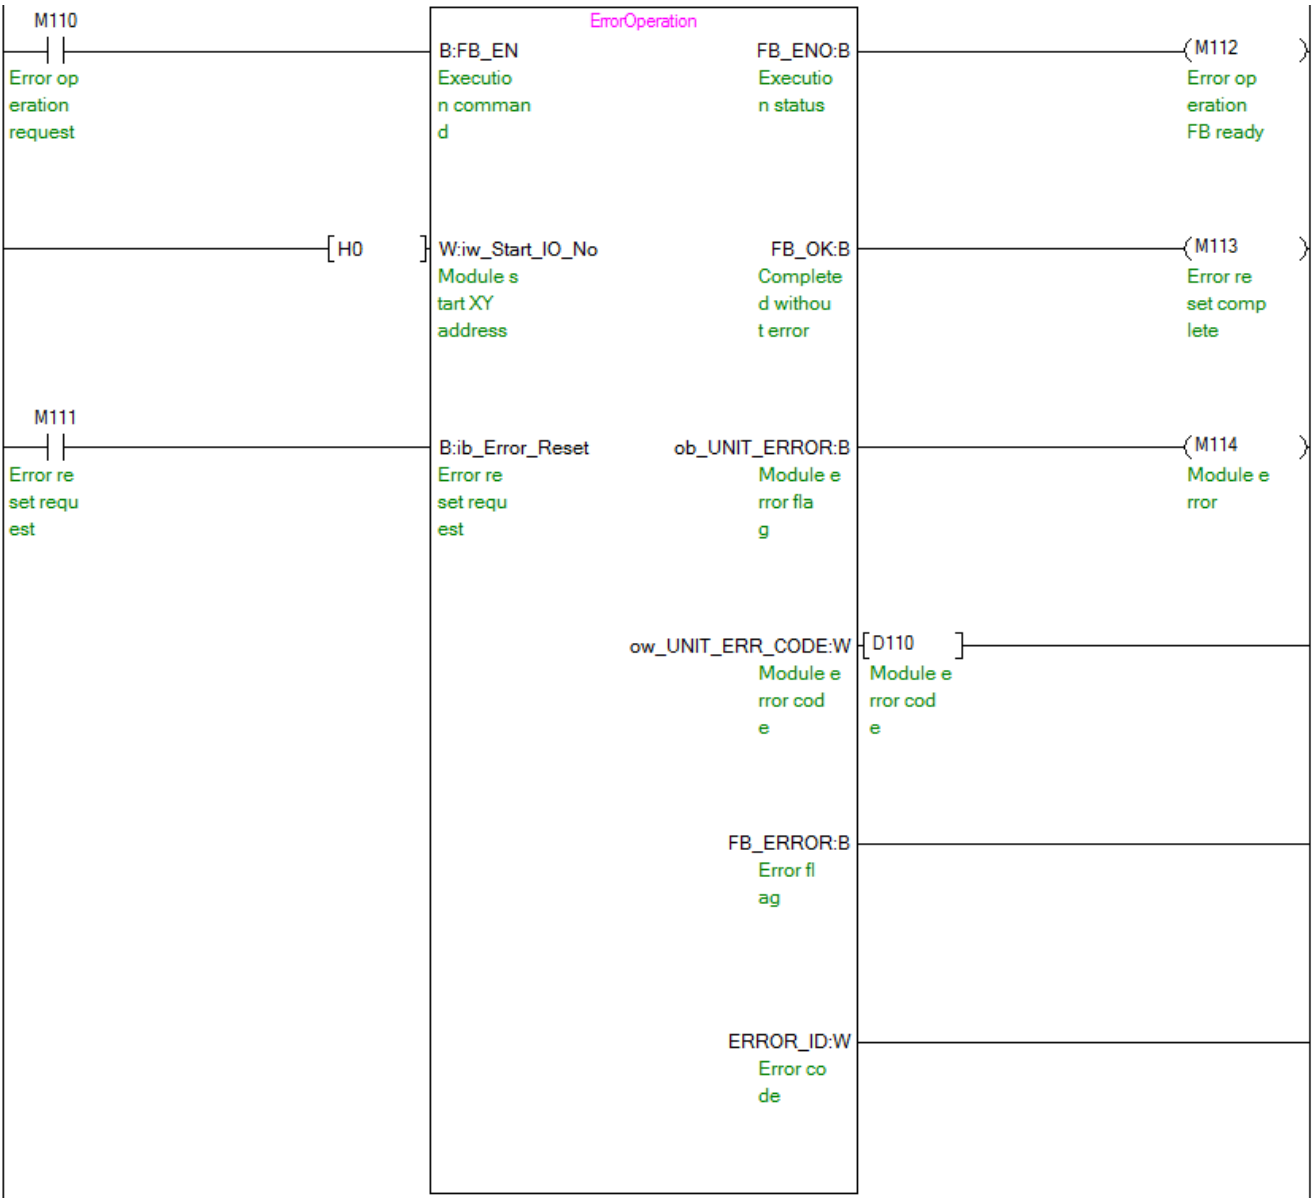 M110
ErrorOperation
B:FB_EN
FB_ENO:B
M112
Error op
eration
request
Executio
n comman
d
Executio
n status
Error op
eration
FB ready
H0
W:iw_Start_IO_No
FB_OK:B
M113
Module s
tart XY
address
Complete
d withou
t error
Error re
set comp
lete
M111
B:ib_Error_Reset
ob_UNIT_ERROR:B
M114
Error re
set requ
est
Error re
set requ
est
Module e
rror fla
g
Module e
rror
ow_UNIT_ERR_CODE:W
D110
Module e
rror cod
e
Module e
rror cod
e
FB_ERROR:B
Error fl
ag
ERROR_ID:W
Error co
de